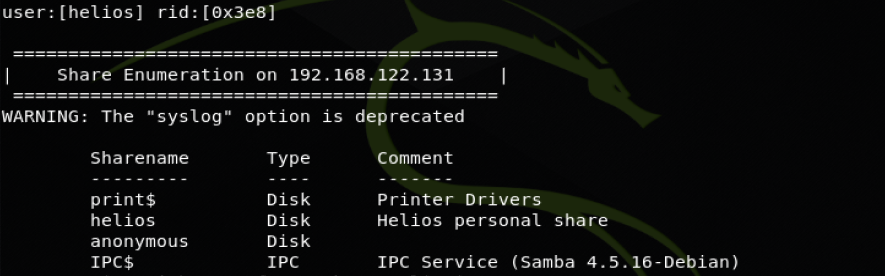 user:[helios] rid:[0x3e8]
============================================
| Share Enumeration on 192.168.122.131 |
============================================
WARNING: The "syslog" option is deprecated
Sharename Type Comment
--------- ---- -------
print$ Disk Printer Drivers
helios Disk Helios personal share
anonymous Disk
IPC$ IPC IPC Service (Samba 4.5.16-Debian)